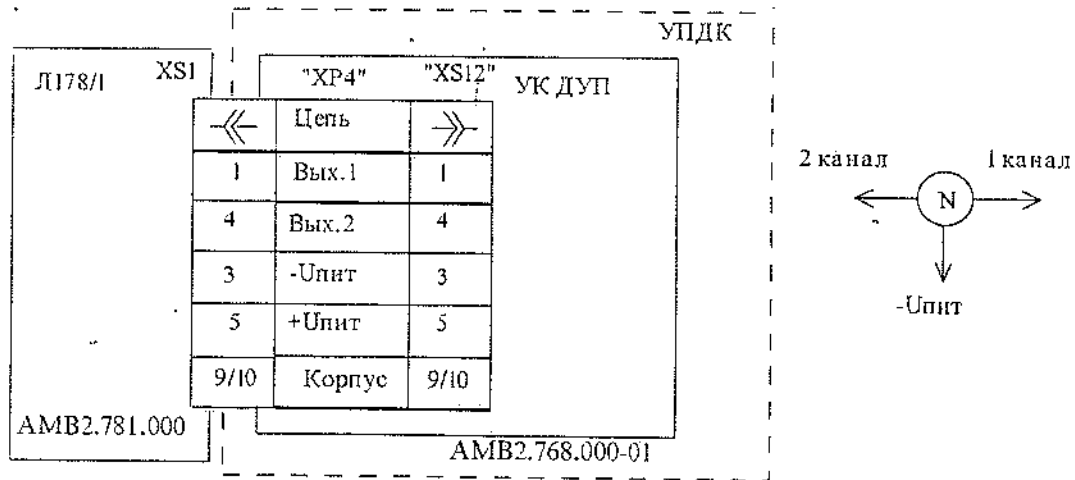 УПДК
Л178/1
XS1
"XP4"
"XS12"
УК ДУП
Цепь
1 Вых.1 1
4 Вых.2 4
3 -Uпит 3
5 +Uпит 5
9/10 Корпус 9/10
АМВ2.781.000
АМВ2.768.000-01
2 канал
1 канал
N
-Uпит